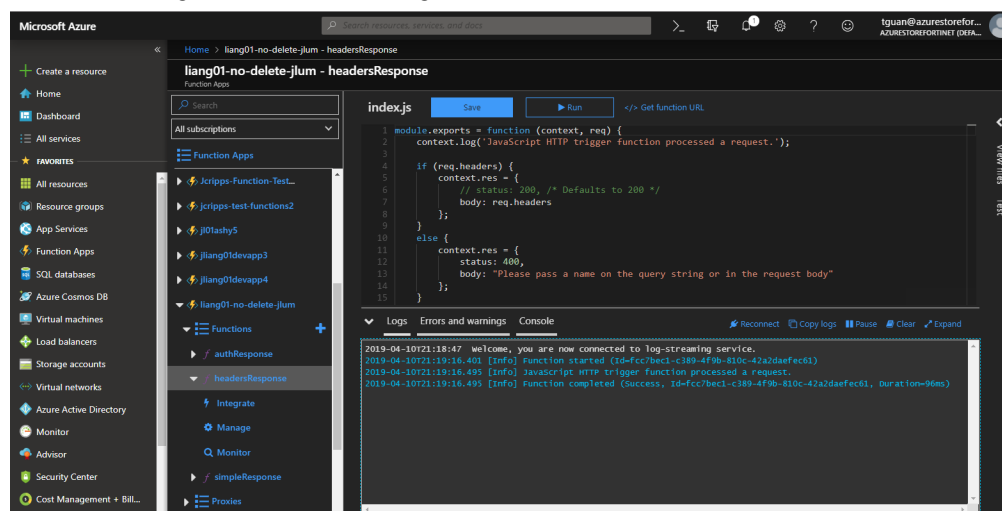 Microsoft Azure
Search resources, services, and docs
1
tguan@azurestorefor...
AZURESTOREFORTINET (DEFA...
Create a resource
Home
Dashboard
All services
FAVORITES
All resources
Resource groups
App Services
Function Apps
SQL databases
Azure Cosmos DB
Virtual machines
Load balancers
Storage accounts
Virtual networks
Azure Active Directory
Monitor
Advisor
Security Center
Cost Management + Bill...
Home > liang01-no-delete-jlum - headersResponse
liang01-no-delete-jlum - headersResponse
Function Apps
Search
All subscriptions
Function Apps
Jcripps-Function-Test...
jcripps-test-functions2
jl01ashy5
jliang01devapp3
jliang01devapp4
liang01-no-delete-jlum
Functions
authResponse
headersResponse
Integrate
Manage
Monitor
simpleResponse
Proxies
index.js
Save
Run
</> Get function URL
1 module.exports = function (context, req) {
2 context.log('JavaScript HTTP trigger function processed a request.');
3
4 if (req.headers) {
5 context.res = {
6 // status: 200, /* Defaults to 200 */
7 body: req.headers
8 };
9 }
10 else {
11 context.res = {
12 status: 400,
13 body: "Please pass a name on the query string or in the request body"
14 };
15 }
View files
Test
Logs Errors and warnings Console
Reconnect Copy logs Pause Clear Expand
2019-04-10T21:18:47 Welcome, you are now connected to log-streaming service.
2019-04-10T21:19:16.401 [Info] Function started (Id=fcc7bec1-c389-4f9b-810c-42a2daefec61)
2019-04-10T21:19:16.495 [Info] JavaScript HTTP trigger function processed a request.
2019-04-10T21:19:16.495 [Info] Function completed (Success, Id=fcc7bec1-c389-4f9b-810c-42a2daefec61, Duration=96ms)